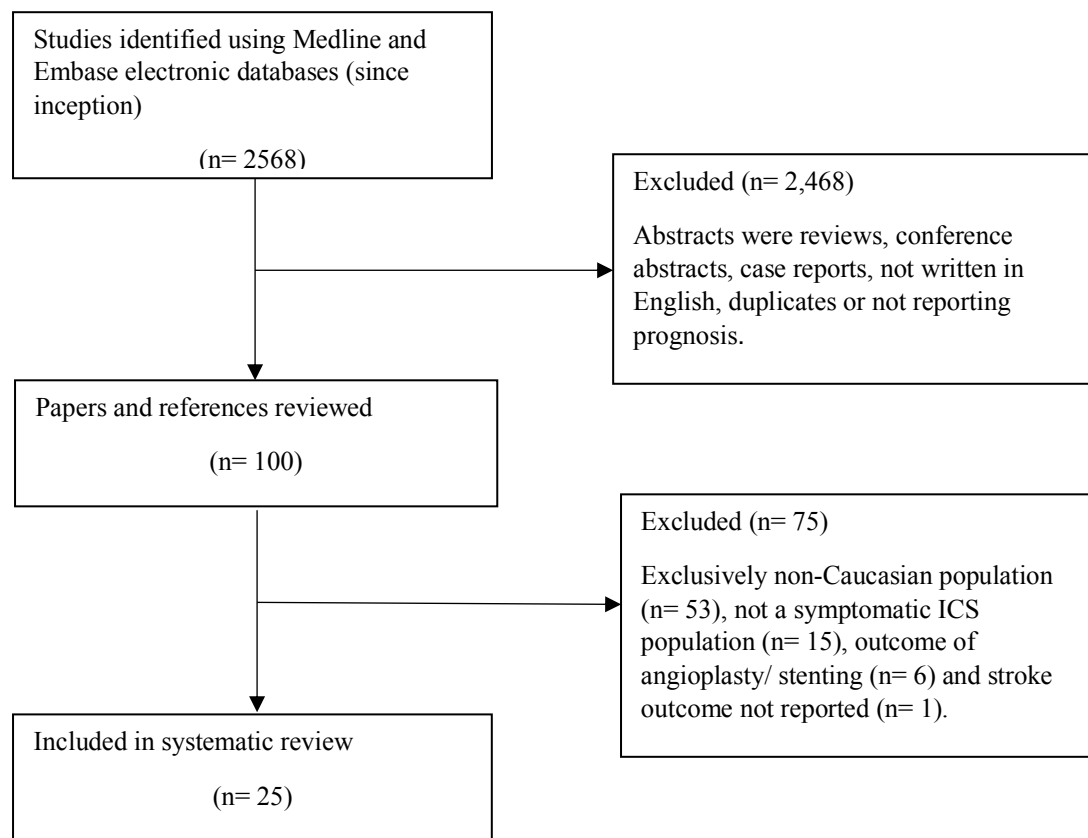 Studies identified using Medline and
Embase electronic databases (since
inception)
(n= 2568)
Excluded (n= 2,468)
Abstracts were reviews, conference
abstracts, case reports, not written in
English, duplicates or not reporting
prognosis.
Papers and references reviewed
(n= 100)
Excluded (n= 75)
Exclusively non-Caucasian population
(n= 53), not a symptomatic ICS
population (n= 15), outcome of
angioplasty/ stenting (n= 6) and stroke
outcome not reported (n= 1).
Included in systematic review
(n= 25)